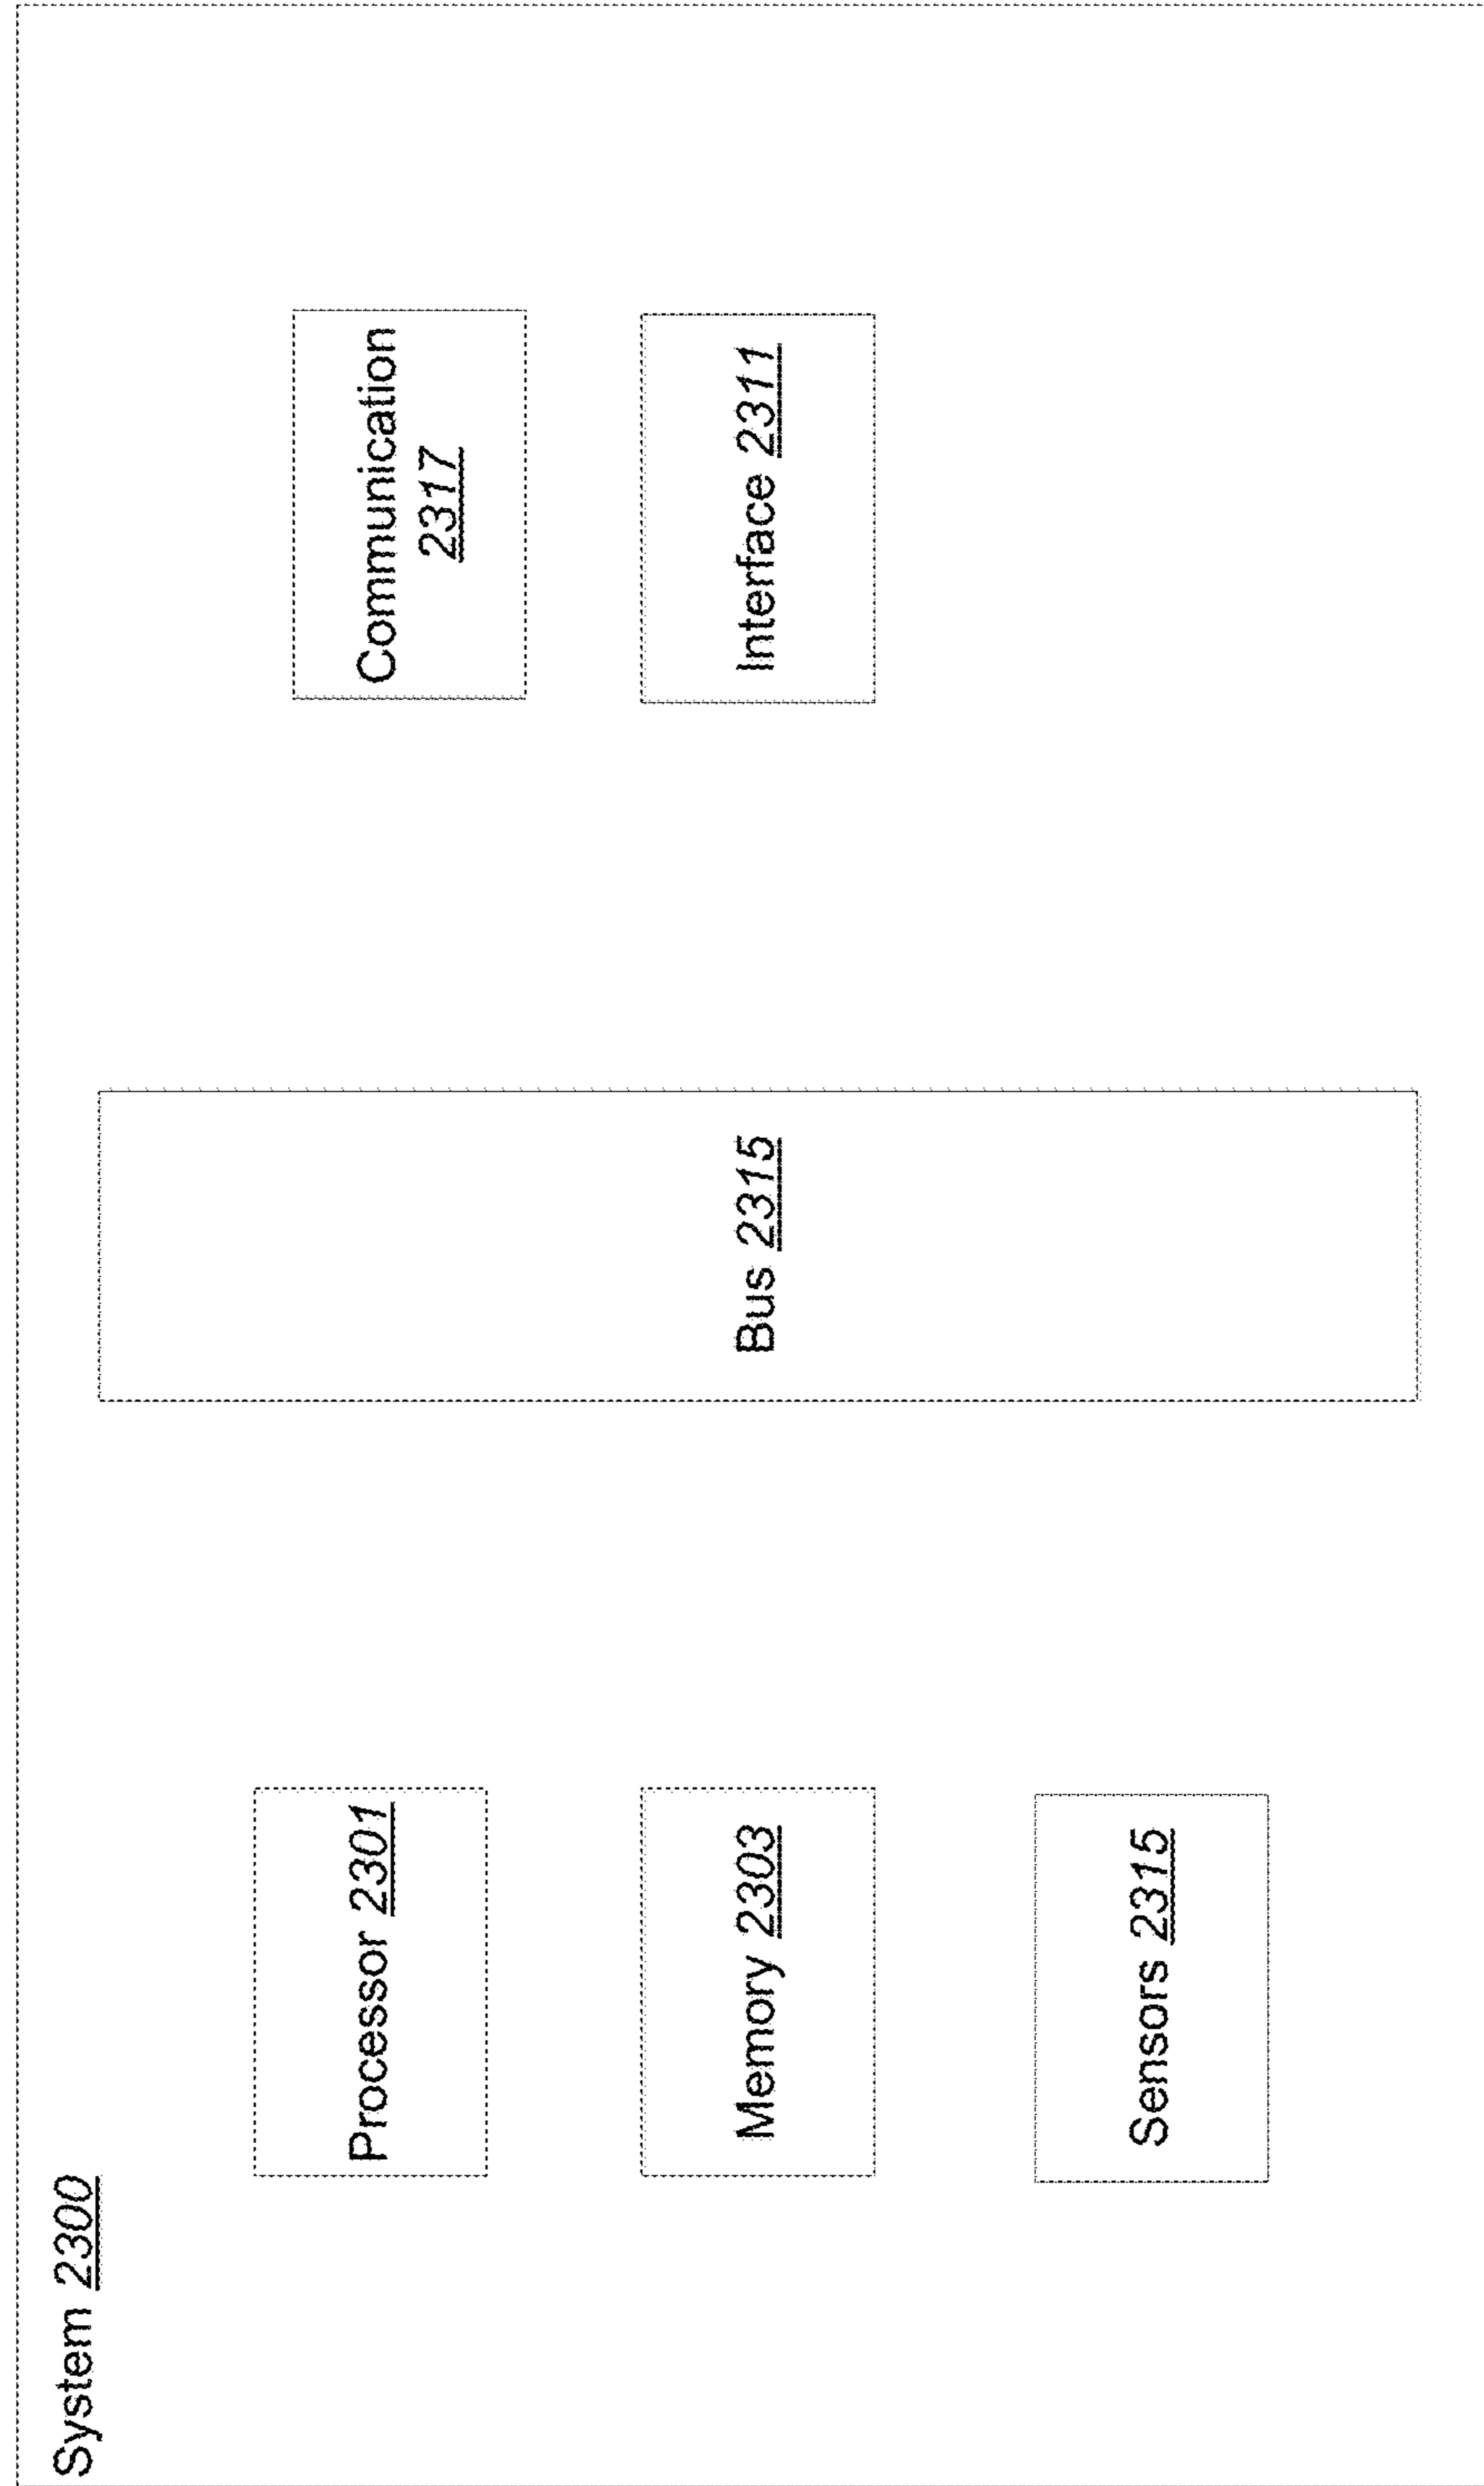 System 2300
Processor 2301
Memory 2303
Sensors 2315
Bus 2315
Communication
2317
Interface 2311